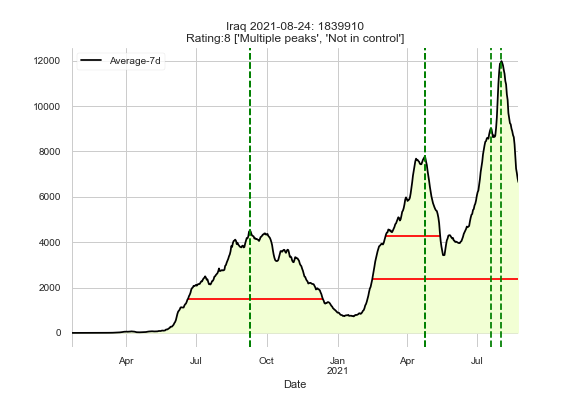 Iraq 2021-08-24: 1839910
Rating:8 ['Multiple peaks', 'Not in control']
Average-7d
12000
10000
8000
6000
4000
2000
0
Apr Jul Oct Jan Apr Jul
2021
Date